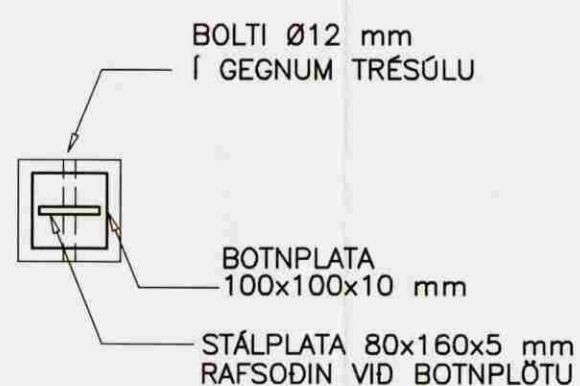 BOLTI Ø12 mm
Í GEGNUM TRÉSÚLU
BOTNPLATA
100x100x10 mm
STÁLPLATA 80x160x5 mm
RAFSOÐIN VIÐ BOTNPLÖTU